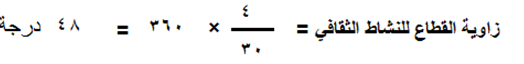 زاوية القطاع للنشاط الثقافي = ٤/٣٠ × ٣٦٠ = ٤٨ درجة